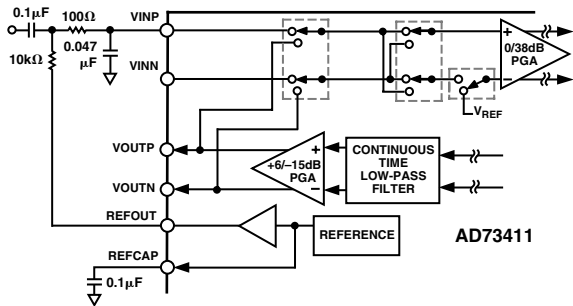 0.1µF
100Ω
VINP
10kΩ
0.047
µF
VINN
0/38dB
PGA
+
–
VREF
VOUTP
VOUTN
+6/–15dB
PGA
+
–
CONTINUOUS
TIME
LOW-PASS
FILTER
REFOUT
REFERENCE
AD73411
REFCAP
0.1µF